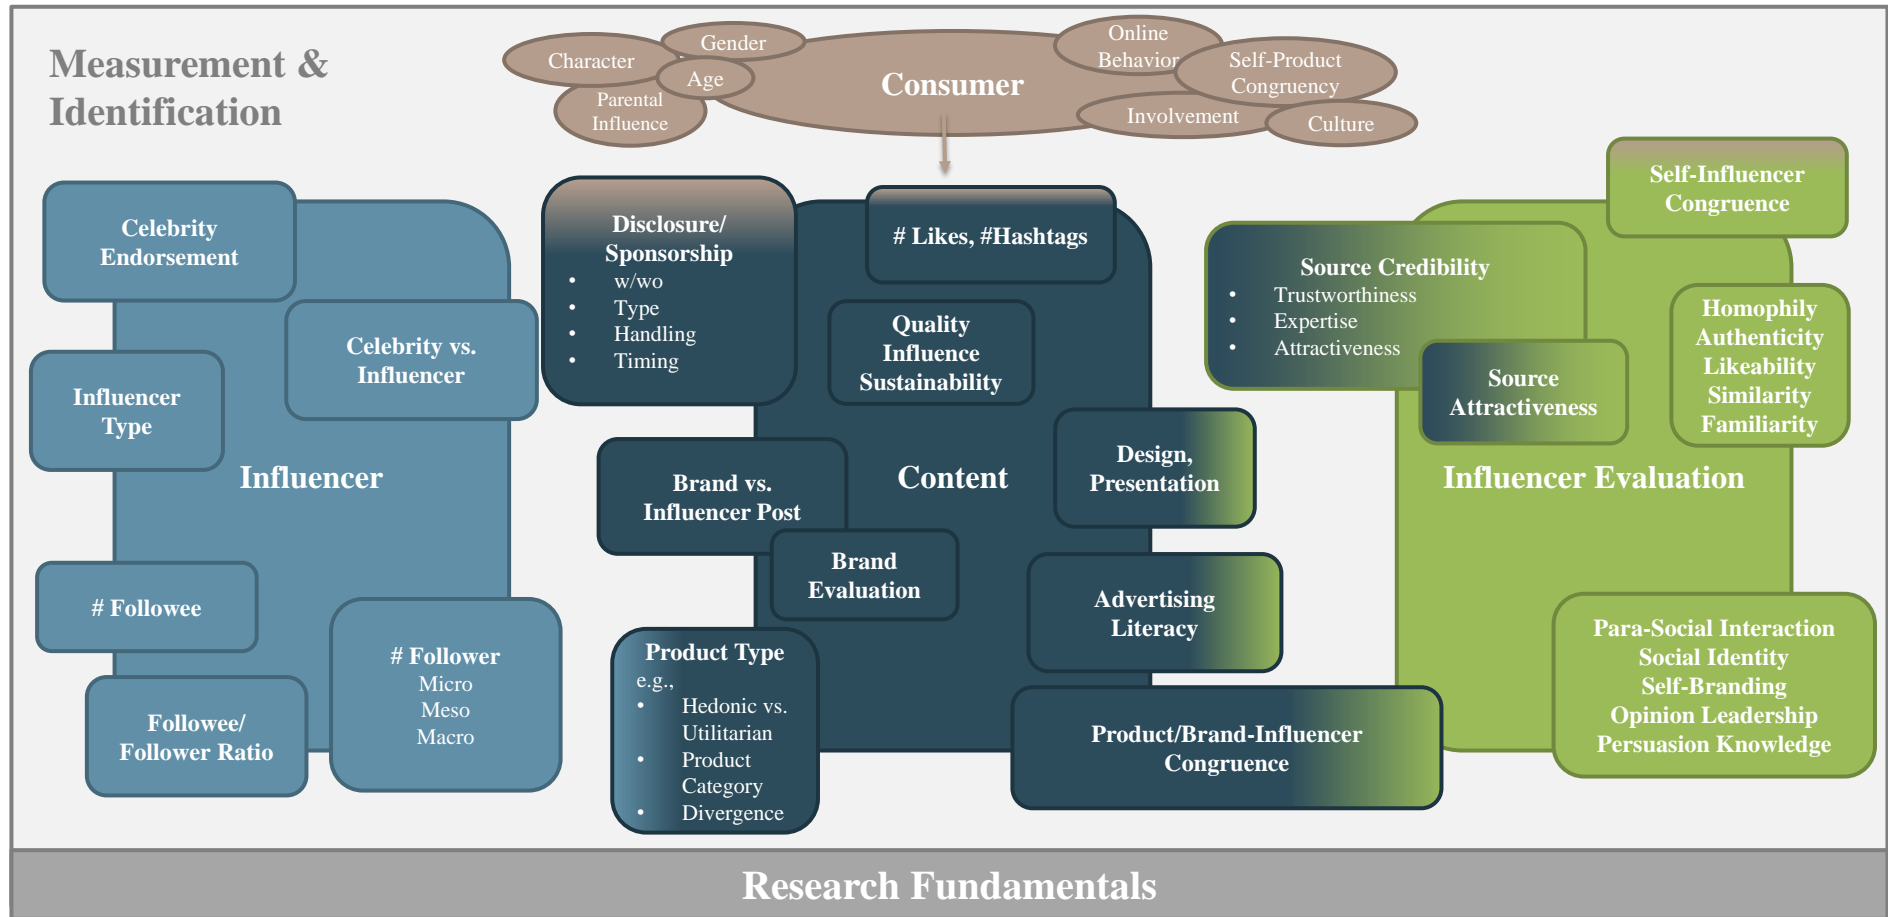 Measurement &
Identification
Character
Gender
Age
Parental
Influence
Consumer
Online
Behavior
Self-Product
Congruency
Involvement
Culture
Celebrity
Endorsement
Celebrity vs.
Influencer
Influencer
Type
Influencer
# Followee
# Follower
Micro
Meso
Macro
Followee/
Follower Ratio
Disclosure/
Sponsorship
• w/wo
• Type
• Handling
• Timing
# Likes, #Hashtags
Quality
Influence
Sustainability
Content
Design,
Presentation
Brand vs.
Influencer Post
Brand
Evaluation
Advertising
Literacy
Product Type
e.g.,
• Hedonic vs.
Utilitarian
• Product
Category
• Divergence
Product/Brand-Influencer
Congruence
Self-Influencer
Congruence
Source Credibility
• Trustworthiness
• Expertise
• Attractiveness
Source
Attractiveness
Homophily
Authenticity
Likeability
Similarity
Familiarity
Influencer Evaluation
Para-Social Interaction
Social Identity
Self-Branding
Opinion Leadership
Persuasion Knowledge
Research Fundamentals